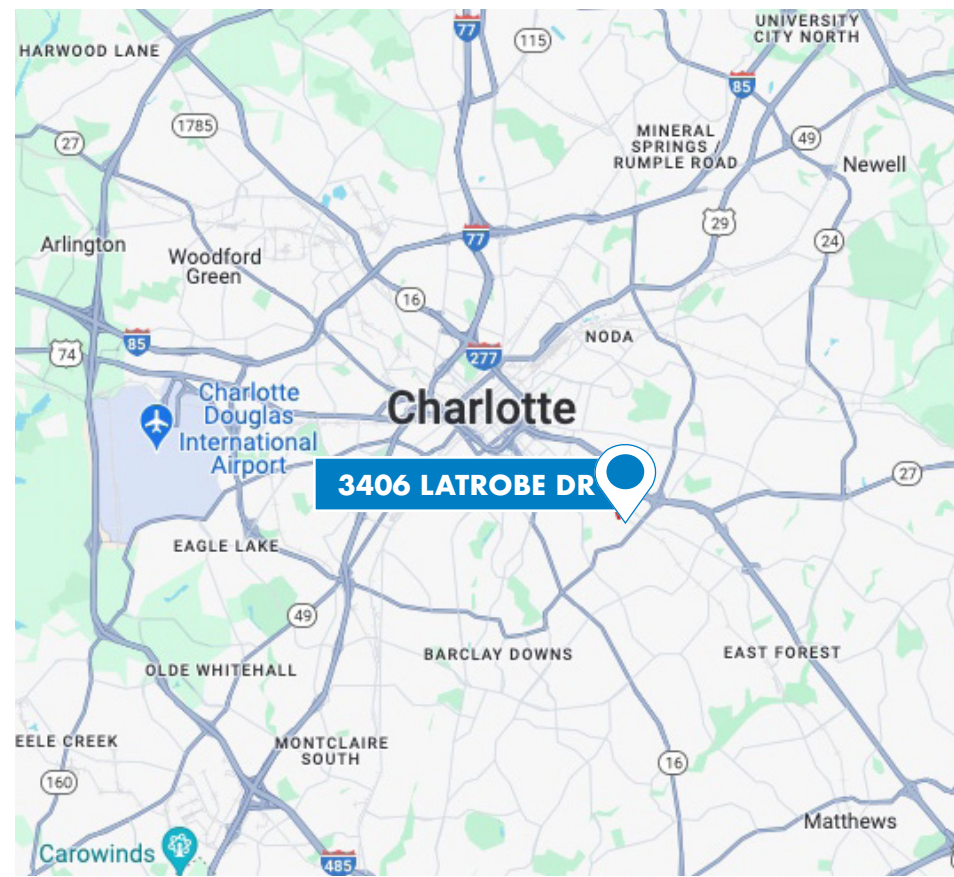 UNIVERSITY
CITY NORTH
77
115
HARWOOD LANE
85
1785
27
MINERAL
SPRINGS /
RUMPLE ROAD
49
Newell
29
24
Arlington
77
Woodford
Green
16
74
85
NODA
277
Charlotte
Douglas
International
Airport
Charlotte
3406 LATROBE DR
27
EAGLE LAKE
49
BARCLAY DOWNS
EAST FOREST
OLDE WHITEHALL
EELE CREEK
MONTCLAIRE
SOUTH
16
160
Matthews
Carowinds
485